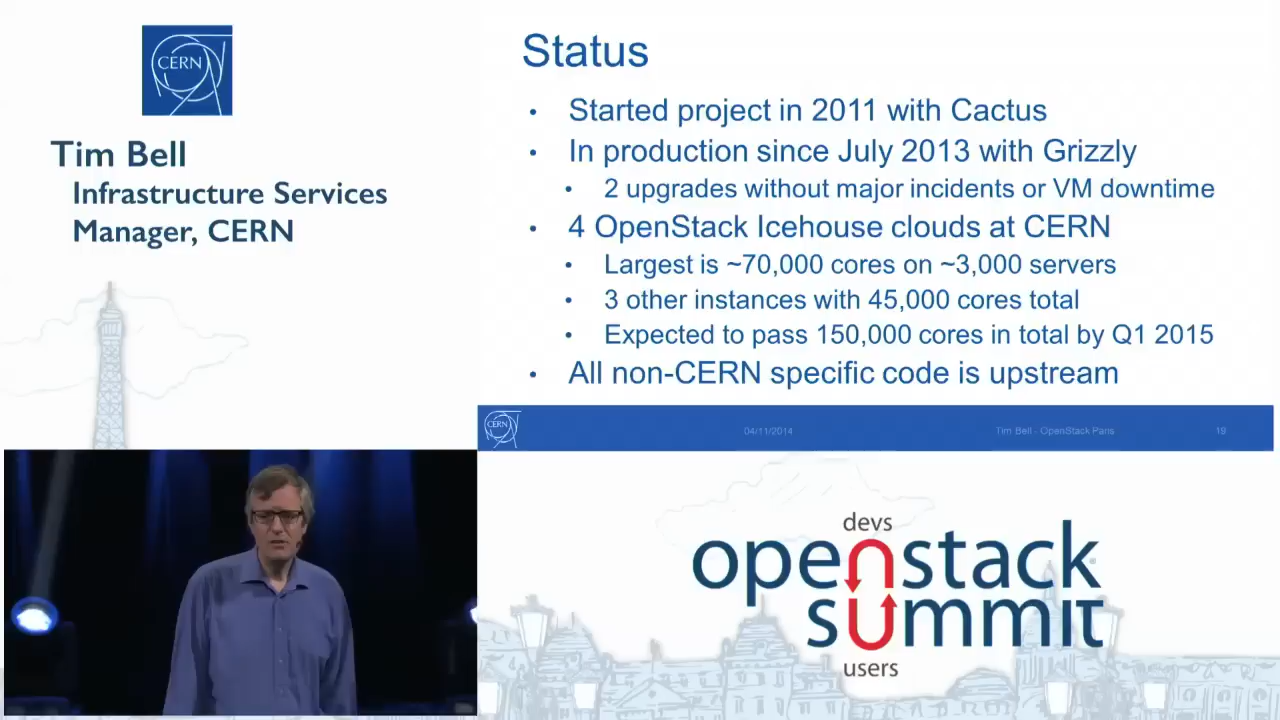 CERN
Tim Bell
Infrastructure Services
Manager, CERN
Status
• Started project in 2011 with Cactus
• In production since July 2013 with Grizzly
• 2 upgrades without major incidents or VM downtime
• 4 OpenStack Icehouse clouds at CERN
• Largest is ~70,000 cores on ~3,000 servers
• 3 other instances with 45,000 cores total
• Expected to pass 150,000 cores in total by Q1 2015
• All non-CERN specific code is upstream
CERN
04/11/2014
Tim Bell - OpenStack Paris
19
devs
openstack
summit
users